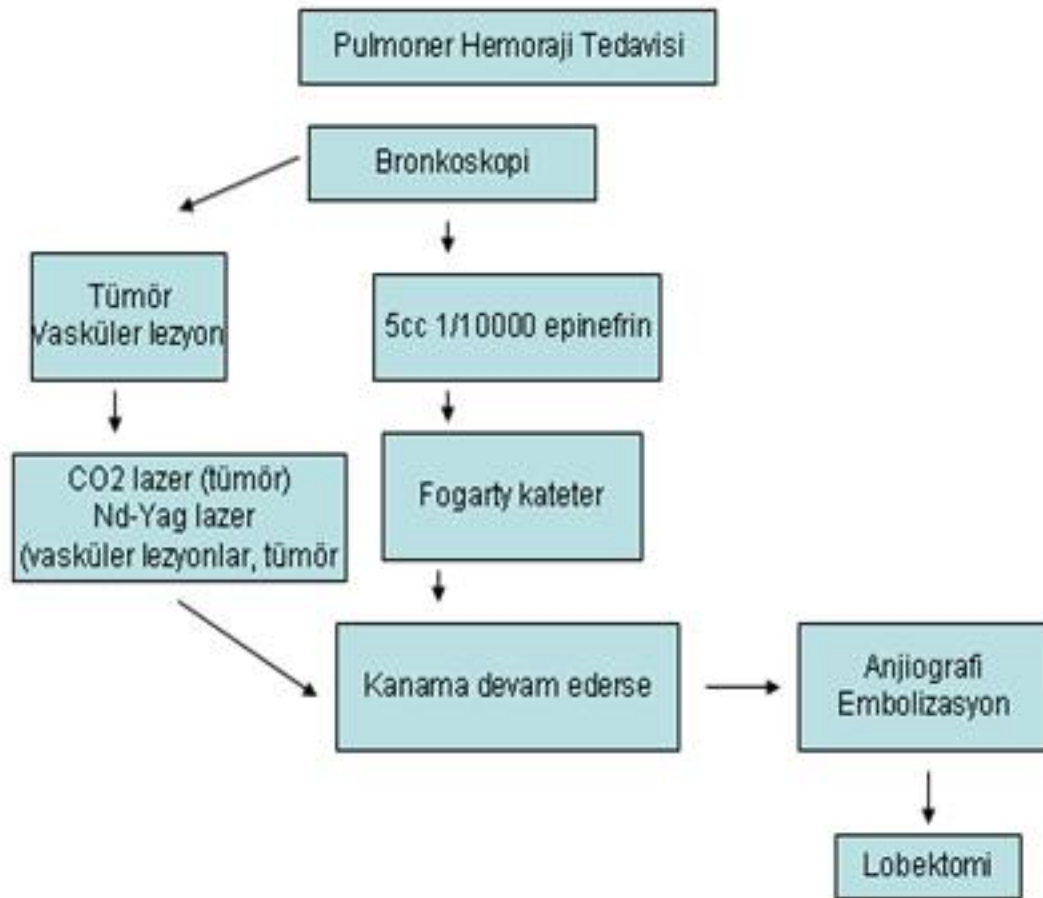 Pulmoner Hemoraji Tedavisi
Bronkoskopi
Tümör
Vasküler lezyon
5cc 1/10000 epinefrin
CO2 lazer (tümör)
Nd-Yag lazer
(vasküler lezyonlar, tümör
Fogarty kateter
Kanama devam ederse
Anjiografi
Embolizasyon
Lobektomi